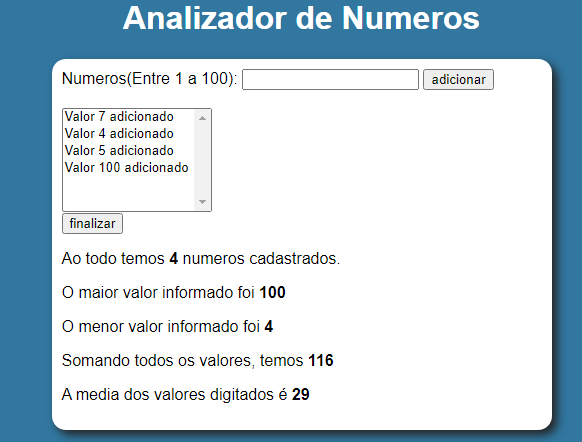 Analizador de Numeros
Numeros(Entre 1 a 100): adicionar
Valor 7 adicionado
Valor 4 adicionado
Valor 5 adicionado
Valor 100 adicionado
finalizar
Ao todo temos 4 numeros cadastrados.
O maior valor informado foi 100
O menor valor informado foi 4
Somando todos os valores, temos 116
A media dos valores digitados é 29